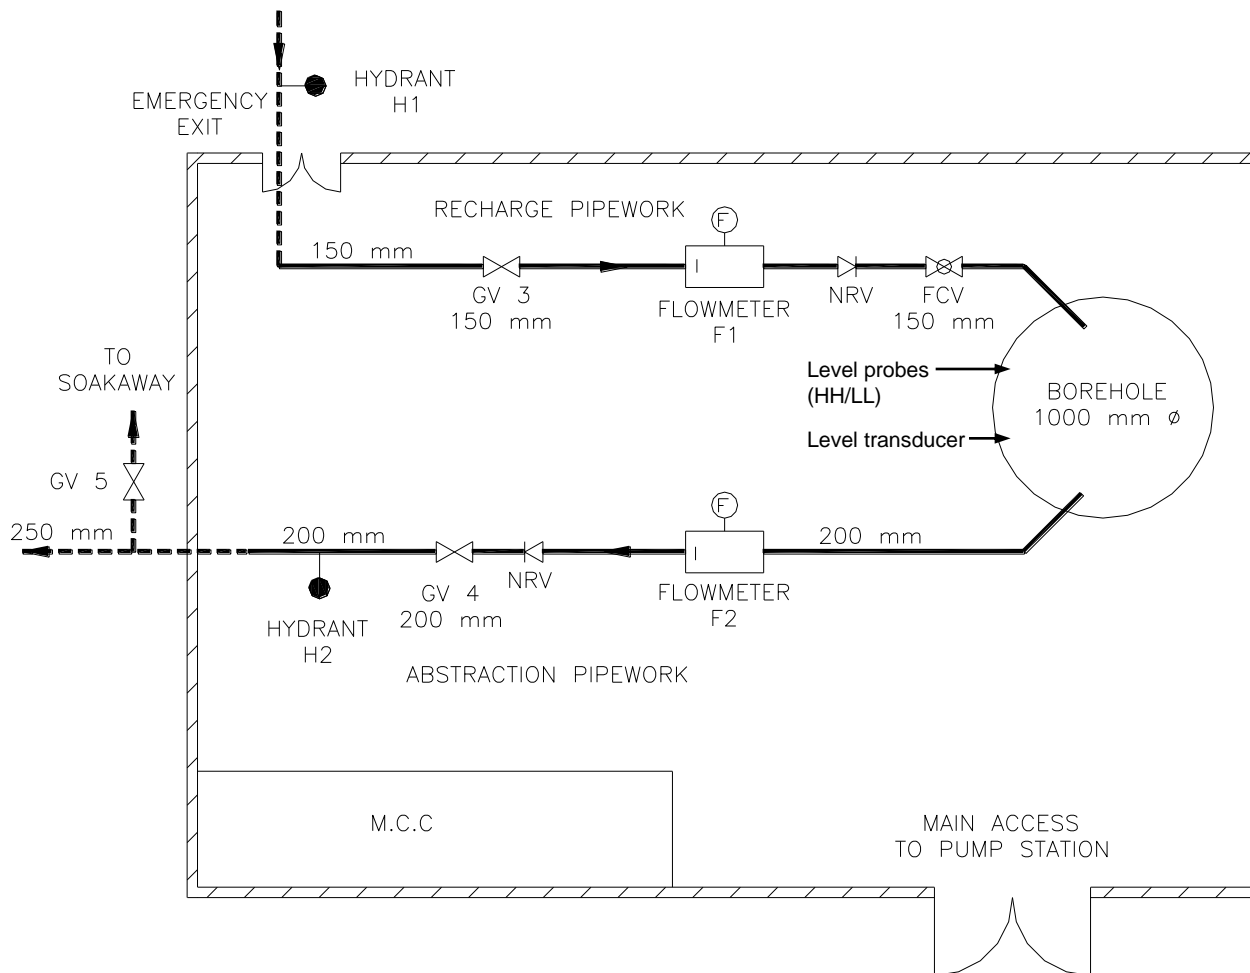 HYDRANT
H1
EMERGENCY
EXIT
RECHARGE PIPEWORK
F
150 mm
I
GV 3
150 mm
FLOWMETER
F1
NRV
FCV
150 mm
TO
SOAKAWAY
Level probes
(HH/LL)
BOREHOLE
1000 mm Ø
Level transducer
GV 5
F
250 mm
200 mm
I
200 mm
GV 4
200 mm
NRV
FLOWMETER
F2
HYDRANT
H2
ABSTRACTION PIPEWORK
M.C.C
MAIN ACCESS
TO PUMP STATION